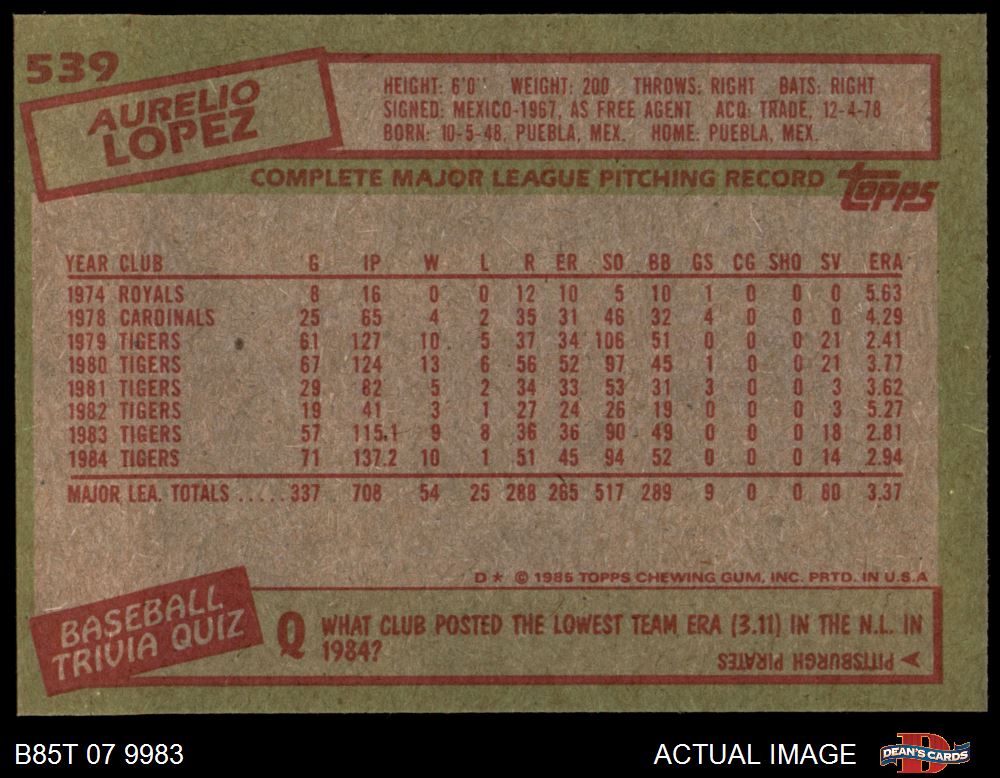 539
AURELIO
LOPEZ
HEIGHT: 6'0" WEIGHT: 200 THROWS: RIGHT BATS: RIGHT
SIGNED: MEXICO-1967, AS FREE AGENT ACQ: TRADE, 12-4-78
BORN: 10-5-48, PUEBLA, MEX. HOME: PUEBLA, MEX.
COMPLETE MAJOR LEAGUE PITCHING RECORD
topps
YEAR CLUB G IP W L R ER SO BB GS CG SHO SV ERA
1974 ROYALS 8 16 0 0 12 10 5 10 1 0 0 0 5.63
1978 CARDINALS 25 65 4 2 35 31 46 32 4 0 0 0 4.29
1979 TIGERS 61 127 10 5 37 34 106 51 0 0 0 21 2.41
1980 TIGERS 67 124 13 6 56 52 97 45 1 0 0 21 3.77
1981 TIGERS 29 82 5 2 34 33 53 31 3 0 0 3 3.62
1982 TIGERS 19 41 3 1 27 24 26 19 0 0 0 3 5.27
1983 TIGERS 57 115.1 9 8 36 36 90 49 0 0 0 18 2.81
1984 TIGERS 71 137.2 10 1 51 45 94 52 0 0 0 14 2.94
MAJOR LEA. TOTALS ..... 337 708 54 25 288 265 517 289 9 0 0 80 3.37
D* © 1985 TOPPS CHEWING GUM, INC. PRTD. IN U.S.A
BASEBALL
TRIVIA QUIZ
Q WHAT CLUB POSTED THE LOWEST TEAM ERA (3.11) IN THE N.L. IN
1984?
PITTSBURGH PIRATES
B85T 07 9983
ACTUAL IMAGE
DEAN'S CARDS